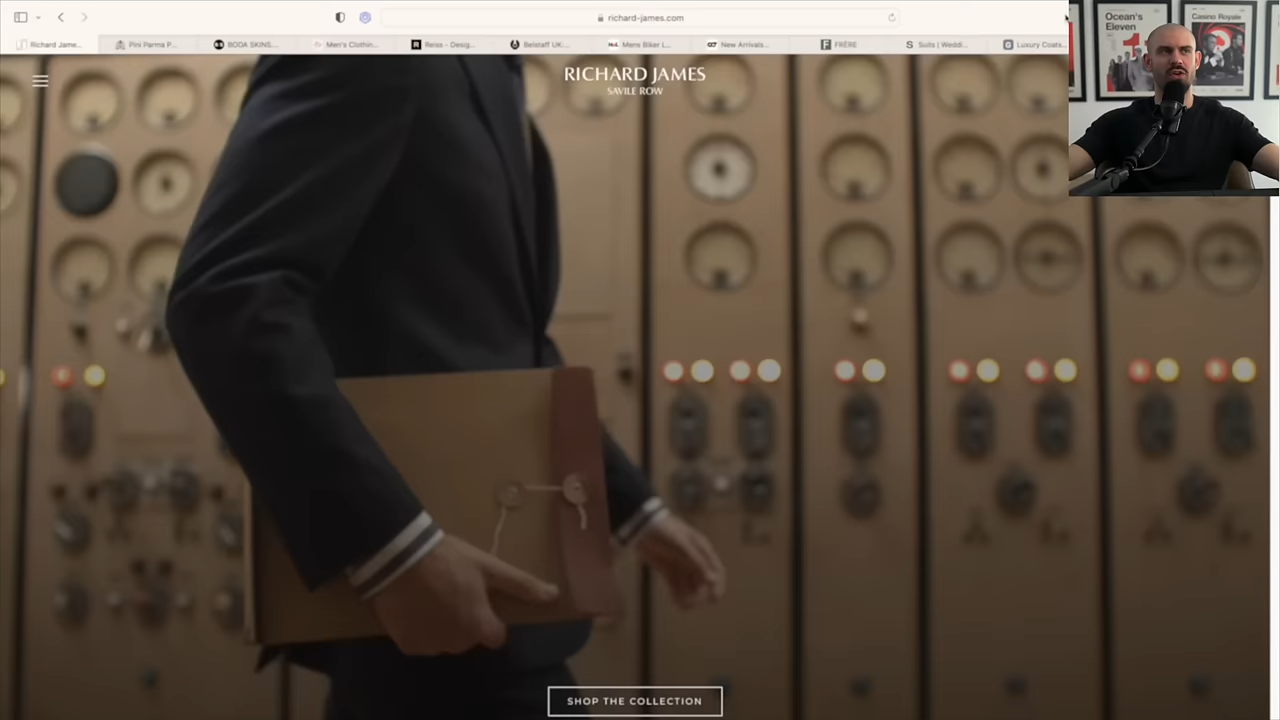 richard-james.com
Richard Jame...
Pini Parma P...
BODA SKINS...
Men's Clothin...
Reiss - Desig...
Belstaff UK...
Mens Biker L...
New Arrivals...
FRÈRE
Suits | Weddi...
Luxury Coats...
Ocean's
Eleven
Casino Royale
RICHARD JAMES
SAVILE ROW
SHOP THE COLLECTION